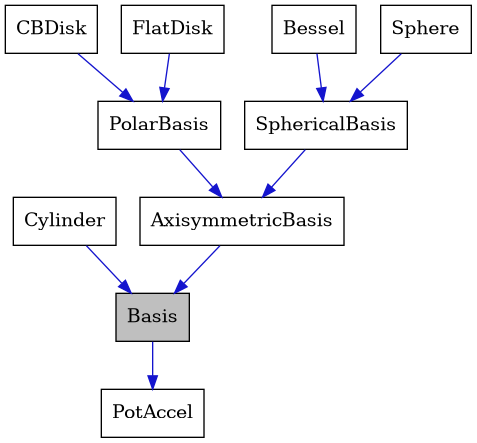 CBDisk
FlatDisk
Bessel
Sphere
PolarBasis
SphericalBasis
Cylinder
AxisymmetricBasis
Basis
PotAccel